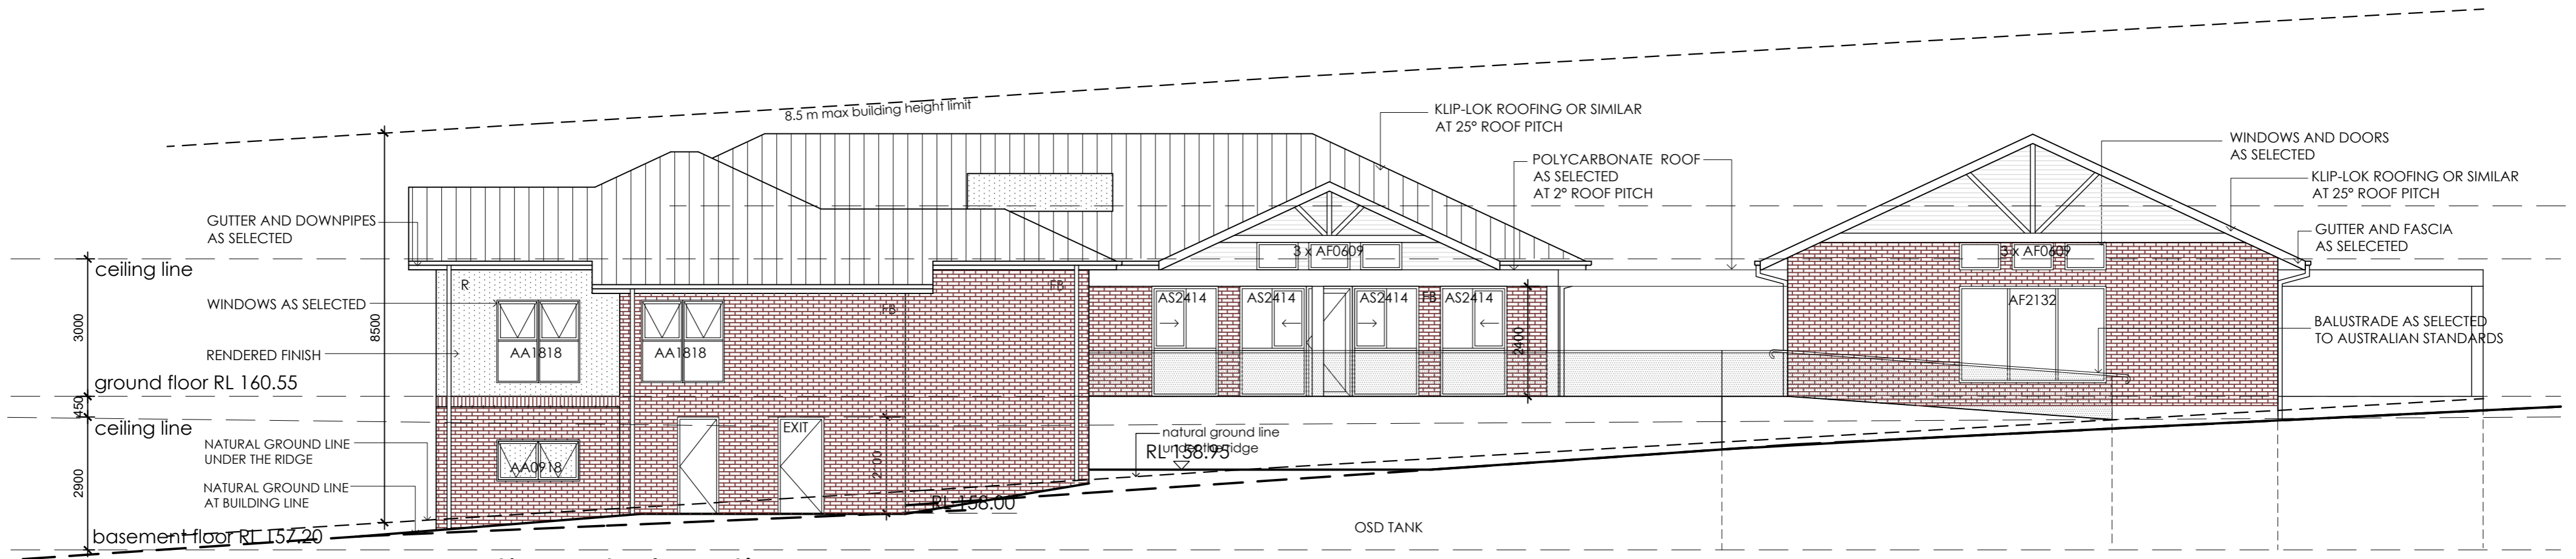 8.5 m max building height limit
KLIP-LOK ROOFING OR SIMILAR
AT 25° ROOF PITCH
WINDOWS AND DOORS
AS SELECTED
POLYCARBONATE ROOF
AS SELECTED
AT 2° ROOF PITCH
KLIP-LOK ROOFING OR SIMILAR
AT 25° ROOF PITCH
GUTTER AND DOWNPIPES
AS SELECTED
GUTTER AND FASCIA
AS SELECETED
3 x AF0609
3 x AF0609
ceiling line
R
FB
WINDOWS AS SELECTED
FB
AS2414
AS2414
AS2414
FB
AS2414
AF2132
3000
8500
RENDERED FINISH
AA1818
AA1818
2400
BALUSTRADE AS SELECTED
TO AUSTRALIAN STANDARDS
ground floor RL 160.55
450
ceiling line
EXIT
NATURAL GROUND LINE
UNDER THE RIDGE
natural ground line
under the ridge
RL 158.95
AA0918
2100
2900
NATURAL GROUND LINE
AT BUILDING LINE
RL 158.00
basement floor RL 157.20
OSD TANK